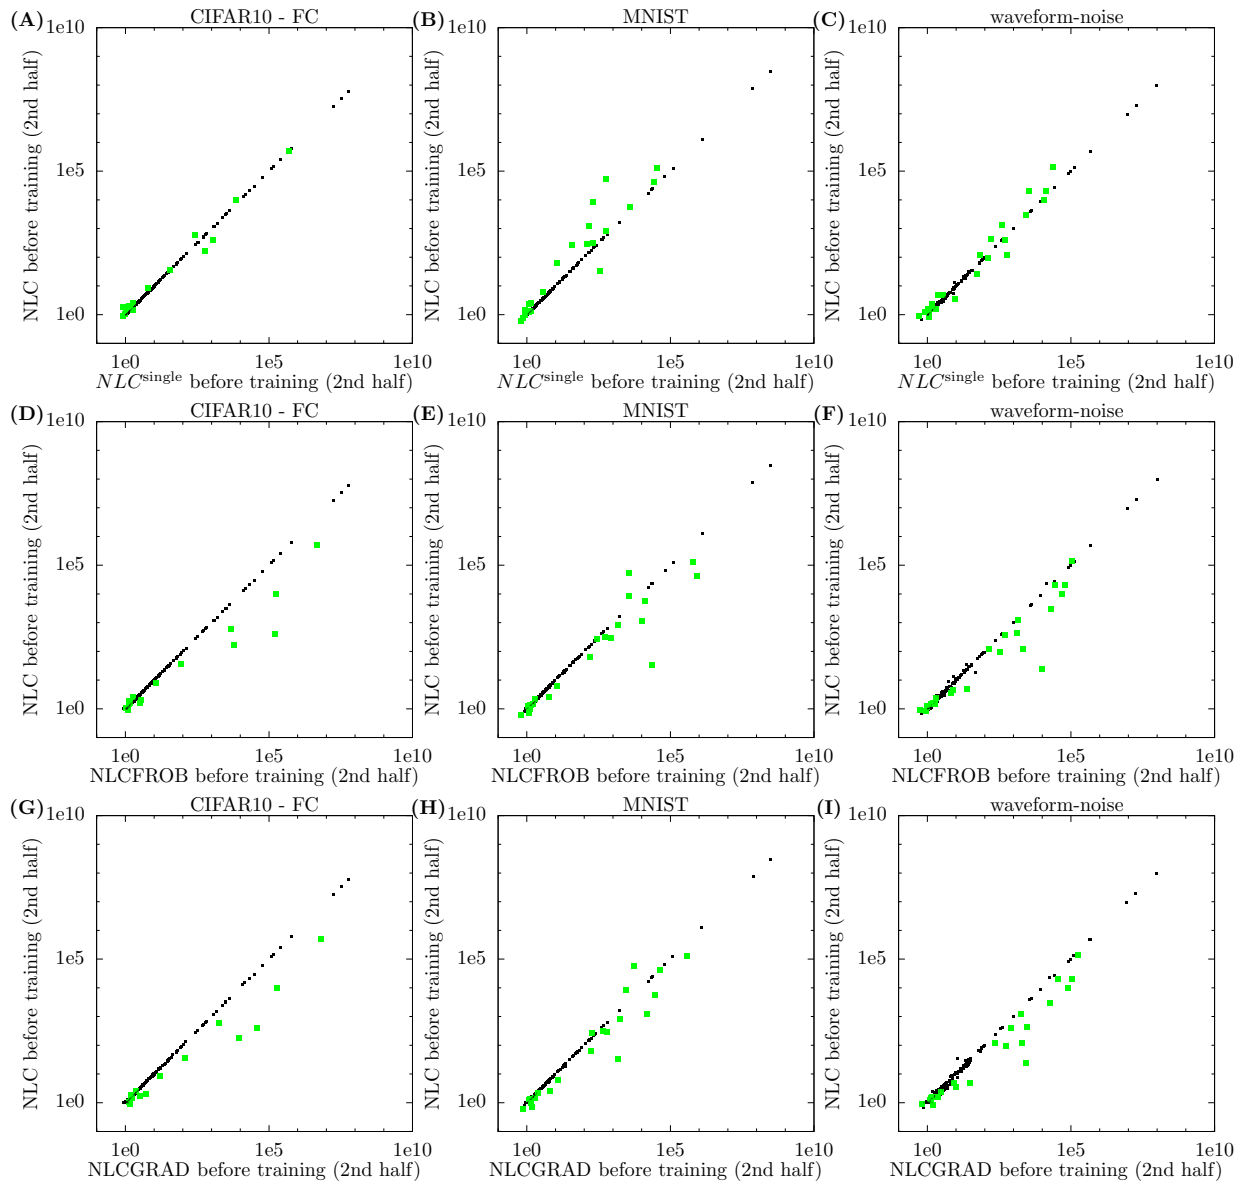 (A) CIFAR10 - FC
1e10
1e5
1e0
NLC before training (2nd half)
1e0 1e5 1e10
NLC^single before training (2nd half)
(B) MNIST
1e10
1e5
1e0
NLC before training (2nd half)
1e0 1e5 1e10
NLC^single before training (2nd half)
(C) waveform-noise
1e10
1e5
1e0
NLC before training (2nd half)
1e0 1e5 1e10
NLC^single before training (2nd half)
(D) CIFAR10 - FC
1e10
1e5
1e0
NLC before training (2nd half)
1e0 1e5 1e10
NLCFROB before training (2nd half)
(E) MNIST
1e10
1e5
1e0
NLC before training (2nd half)
1e0 1e5 1e10
NLCFROB before training (2nd half)
(F) waveform-noise
1e10
1e5
1e0
NLC before training (2nd half)
1e0 1e5 1e10
NLCFROB before training (2nd half)
(G) CIFAR10 - FC
1e10
1e5
1e0
NLC before training (2nd half)
1e0 1e5 1e10
NLCGRAD before training (2nd half)
(H) MNIST
1e10
1e5
1e0
NLC before training (2nd half)
1e0 1e5 1e10
NLCGRAD before training (2nd half)
(I) waveform-noise
1e10
1e5
1e0
NLC before training (2nd half)
1e0 1e5 1e10
NLCGRAD before training (2nd half)